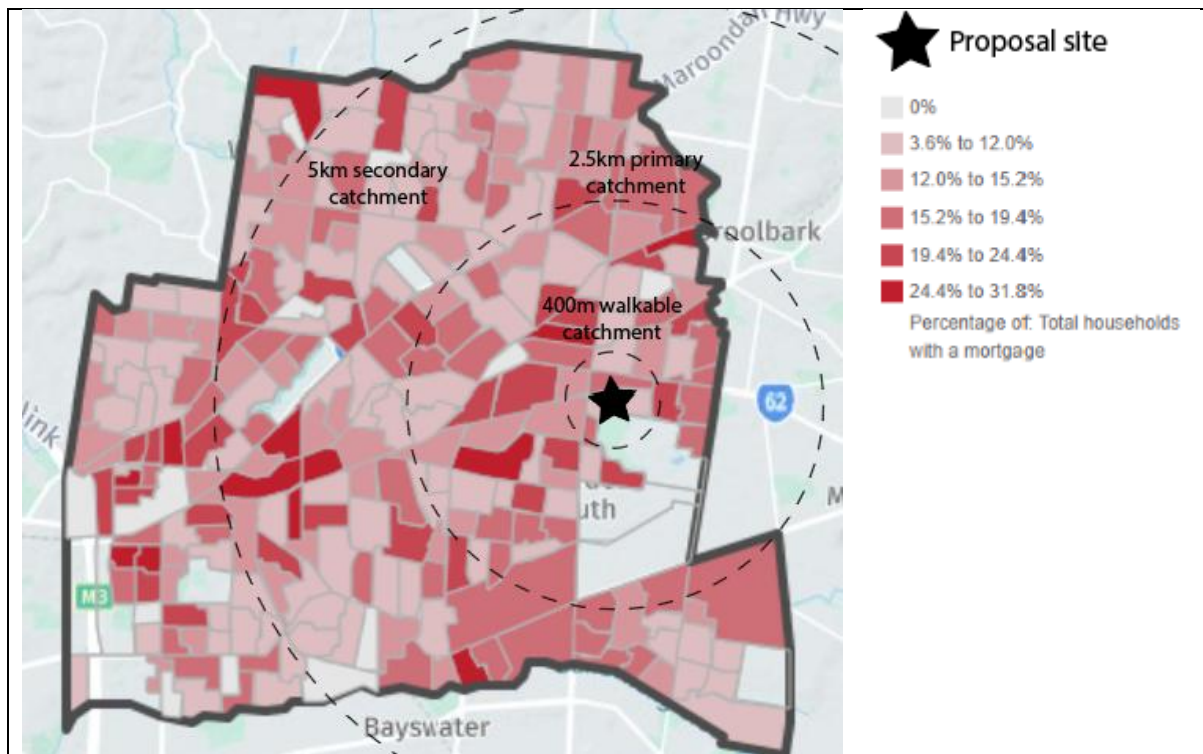 Maroondah Hwy
5km secondary
catchment
2.5km primary
catchment
roolbark
400m walkable
catchment
62
link
uth
M
M3
Bayswater
Proposal site
0%
3.6% to 12.0%
12.0% to 15.2%
15.2% to 19.4%
19.4% to 24.4%
24.4% to 31.8%
Percentage of: Total households
with a mortgage